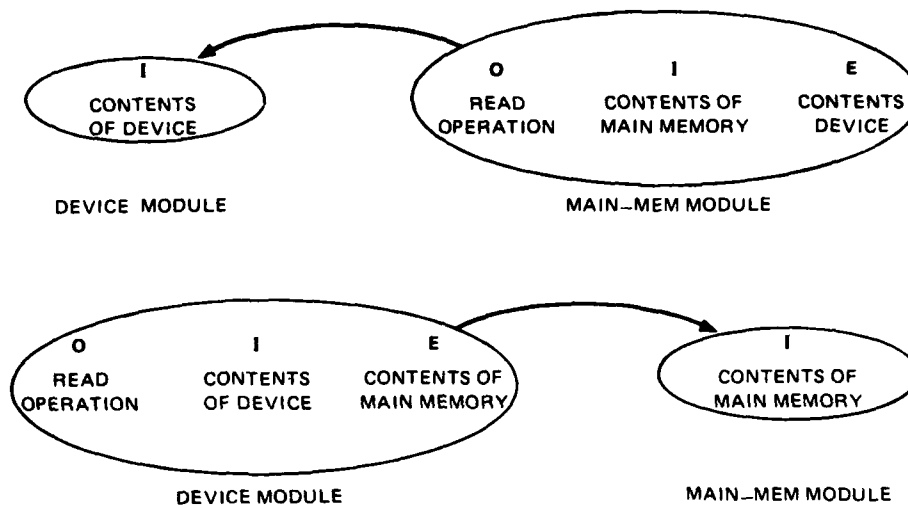 I
CONTENTS
OF DEVICE
DEVICE MODULE
O I E
READ CONTENTS OF CONTENTS
OPERATION MAIN MEMORY DEVICE
MAIN–MEM MODULE
O I E
READ CONTENTS CONTENTS OF
OPERATION OF DEVICE MAIN MEMORY
DEVICE MODULE
I
CONTENTS OF
MAIN MEMORY
MAIN–MEM MODULE